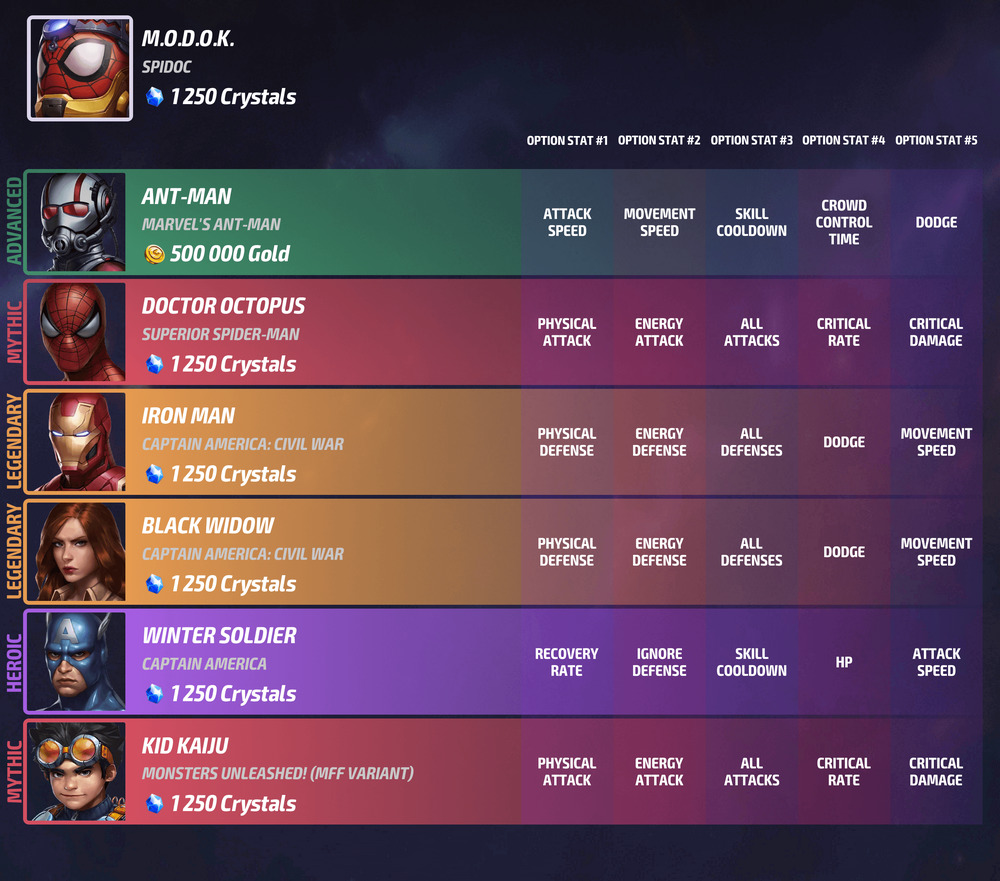 M.O.D.O.K.
SPIDOC
1 250 Crystals
OPTION STAT #1 OPTION STAT #2 OPTION STAT #3 OPTION STAT #4 OPTION STAT #5
ADVANCED
ANT-MAN
MARVEL'S ANT-MAN
500 000 Gold
ATTACK
SPEED
MOVEMENT
SPEED
SKILL
COOLDOWN
CROWD
CONTROL
TIME
DODGE
MYTHIC
DOCTOR OCTOPUS
SUPERIOR SPIDER-MAN
1 250 Crystals
PHYSICAL
ATTACK
ENERGY
ATTACK
ALL
ATTACKS
CRITICAL
RATE
CRITICAL
DAMAGE
LEGENDARY
IRON MAN
CAPTAIN AMERICA: CIVIL WAR
1 250 Crystals
PHYSICAL
DEFENSE
ENERGY
DEFENSE
ALL
DEFENSES
DODGE
MOVEMENT
SPEED
LEGENDARY
BLACK WIDOW
CAPTAIN AMERICA: CIVIL WAR
1 250 Crystals
PHYSICAL
DEFENSE
ENERGY
DEFENSE
ALL
DEFENSES
DODGE
MOVEMENT
SPEED
HEROIC
WINTER SOLDIER
CAPTAIN AMERICA
1 250 Crystals
RECOVERY
RATE
IGNORE
DEFENSE
SKILL
COOLDOWN
HP
ATTACK
SPEED
MYTHIC
KID KAIJU
MONSTERS UNLEASHED! (MFF VARIANT)
1 250 Crystals
PHYSICAL
ATTACK
ENERGY
ATTACK
ALL
ATTACKS
CRITICAL
RATE
CRITICAL
DAMAGE